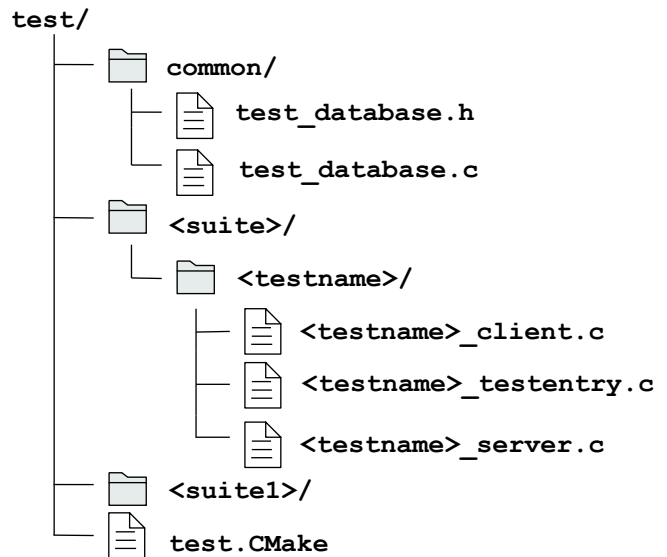 test/
common/
test_database.h
test_database.c
<suite>/
<testname>/
<testname>_client.c
<testname>_testentry.c
<testname>_server.c
<suite1>/
test.CMake